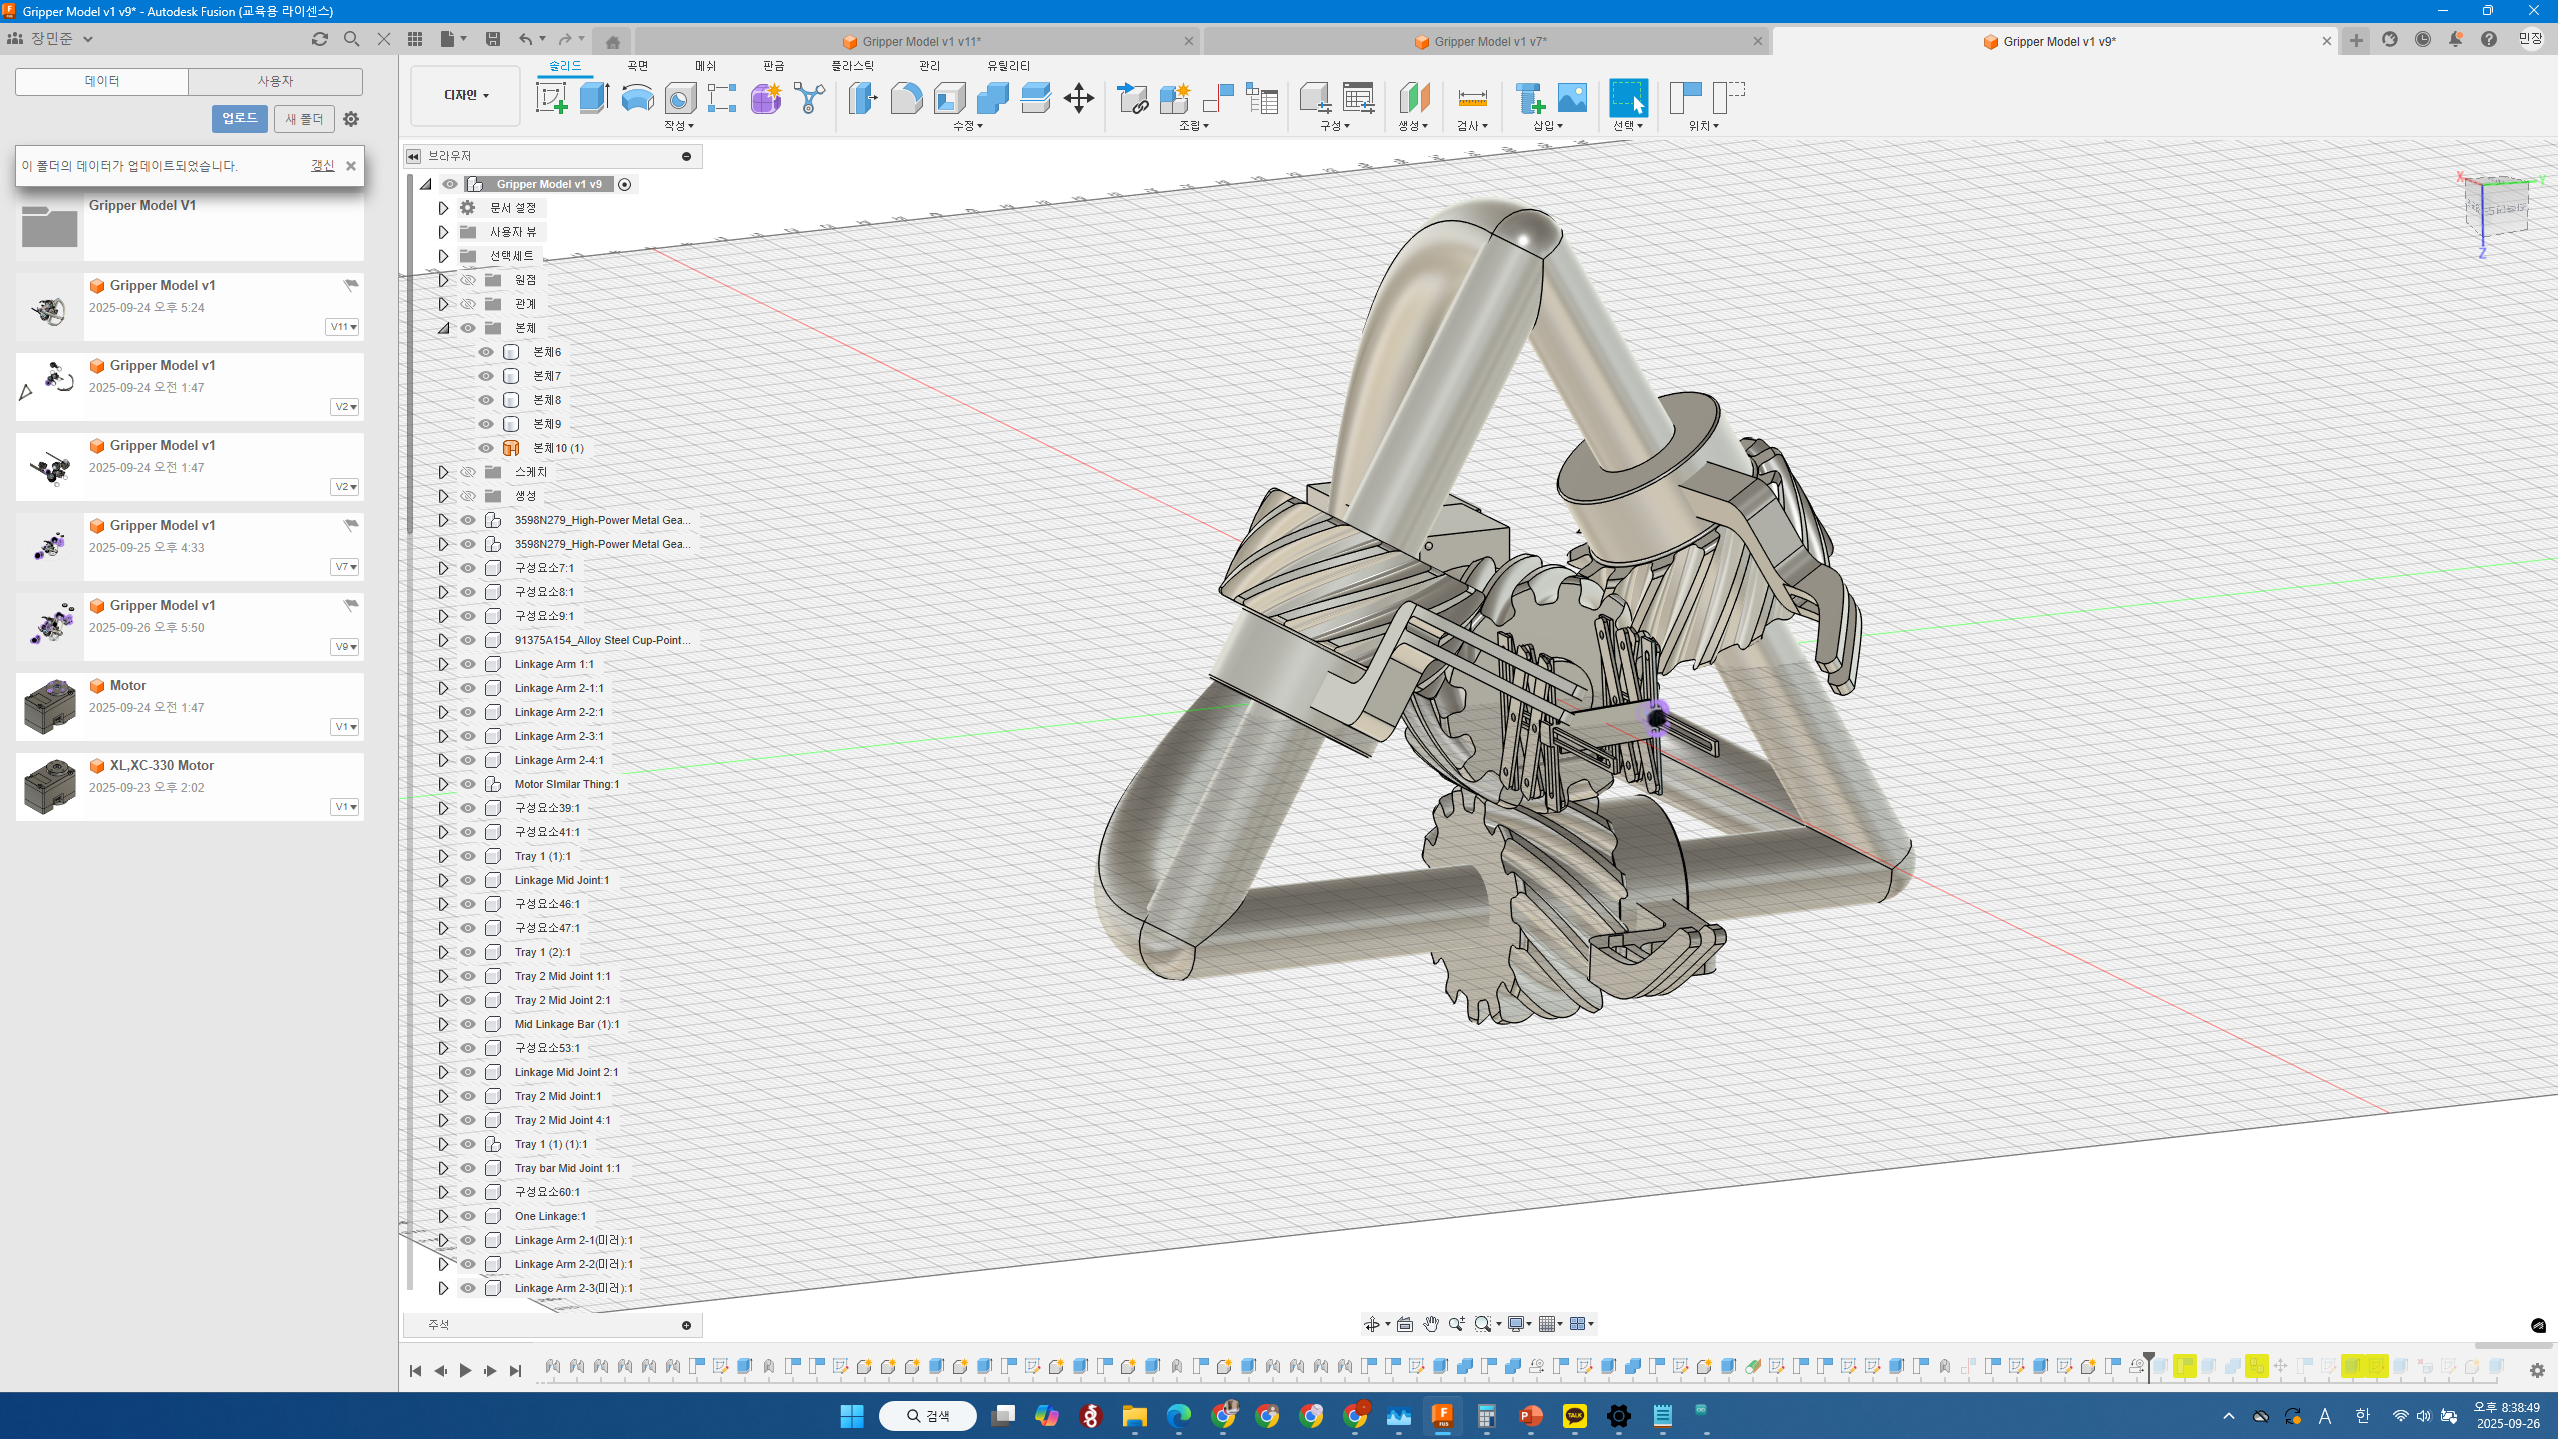 Gripper Model v1 v9* - Autodesk Fusion (교육용 라이센스)
장민준
Gripper Model v1 v11*
Gripper Model v1 v7*
Gripper Model v1 v9*
민장
데이터
사용자
업로드
새 폴더
이 폴더의 데이터가 업데이트되었습니다.
갱신
Gripper Model V1
Gripper Model v1
2025-09-24 오후 5:24
V11
Gripper Model v1
2025-09-24 오전 1:47
V2
Gripper Model v1
2025-09-24 오전 1:47
V2
Gripper Model v1
2025-09-25 오후 4:33
V7
Gripper Model v1
2025-09-26 오후 5:50
V9
Motor
2025-09-24 오전 1:47
V1
XL,XC-330 Motor
2025-09-23 오후 2:02
V1
디자인
솔리드
곡면
메쉬
판금
플라스틱
관리
유틸리티
작성
수정
조립
구성
생성
검사
삽입
선택
위치
브라우저
Gripper Model v1 v9
문서 설정
사용자 뷰
선택세트
원점
관계
본체
본체6
본체7
본체8
본체9
본체10 (1)
스케치
생성
3598N279_High-Power Metal Gea...
3598N279_High-Power Metal Gea...
구성요소7:1
구성요소8:1
구성요소9:1
91375A154_Alloy Steel Cup-Point...
Linkage Arm 1:1
Linkage Arm 2-1:1
Linkage Arm 2-2:1
Linkage Arm 2-3:1
Linkage Arm 2-4:1
Motor SImilar Thing:1
구성요소39:1
구성요소41:1
Tray 1 (1):1
Linkage Mid Joint:1
구성요소46:1
구성요소47:1
Tray 1 (2):1
Tray 2 Mid Joint 1:1
Tray 2 Mid Joint 2:1
Mid Linkage Bar (1):1
구성요소53:1
Linkage Mid Joint 2:1
Tray 2 Mid Joint:1
Tray 2 Mid Joint 4:1
Tray 1 (1) (1):1
Tray bar Mid Joint 1:1
구성요소60:1
One Linkage:1
Linkage Arm 2-1(미러):1
Linkage Arm 2-2(미러):1
Linkage Arm 2-3(미러):1
X
Y
Z
주석
검색
TALK
A
한
오후 8:38:49
2025-09-26